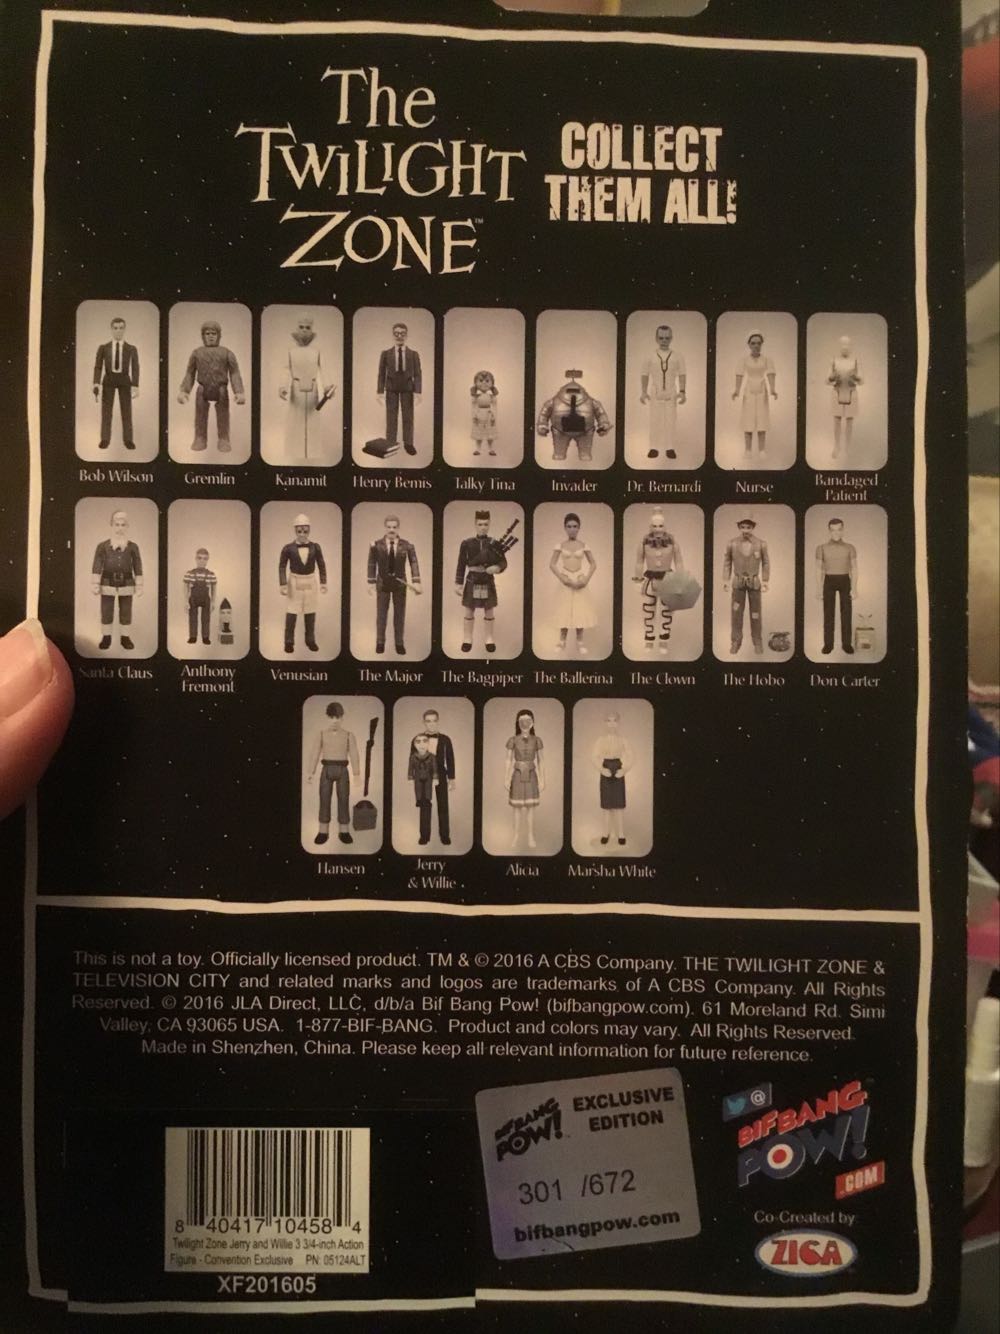 The
TWILIGHT
ZONE™
COLLECT
THEM ALL!
Bob Wilson Gremlin Kanamit Henry Bemis Talky Tina Invader Dr. Bernardi Nurse Bandaged
Patient
Santa Claus Anthony Venusian The Major The Bagpiper The Ballerina The Clown The Hobo Don Carter
Fremont
Hansen Jerry Alicia Marsha White
& Willie
This is not a toy. Officially licensed product. TM & © 2016 A CBS Company. THE TWILIGHT ZONE &
TELEVISION CITY and related marks and logos are trademarks of A CBS Company. All Rights
Reserved. © 2016 JLA Direct, LLC, d/b/a Bif Bang Pow! (bifbangpow.com). 61 Moreland Rd. Simi
Valley, CA 93065 USA. 1-877-BIF-BANG. Product and colors may vary. All Rights Reserved.
Made in Shenzhen, China. Please keep all relevant information for future reference.
8 40417 10458 4
Twilight Zone Jerry and Willie 3 3/4-inch Action
Figure - Convention Exclusive PN: 05124ALT
XF201605
BIF BANG
POW!
EXCLUSIVE
EDITION
301 /672
bifbangpow.com
@
BIF BANG
POW!
.COM
Co-Created by
ZICA